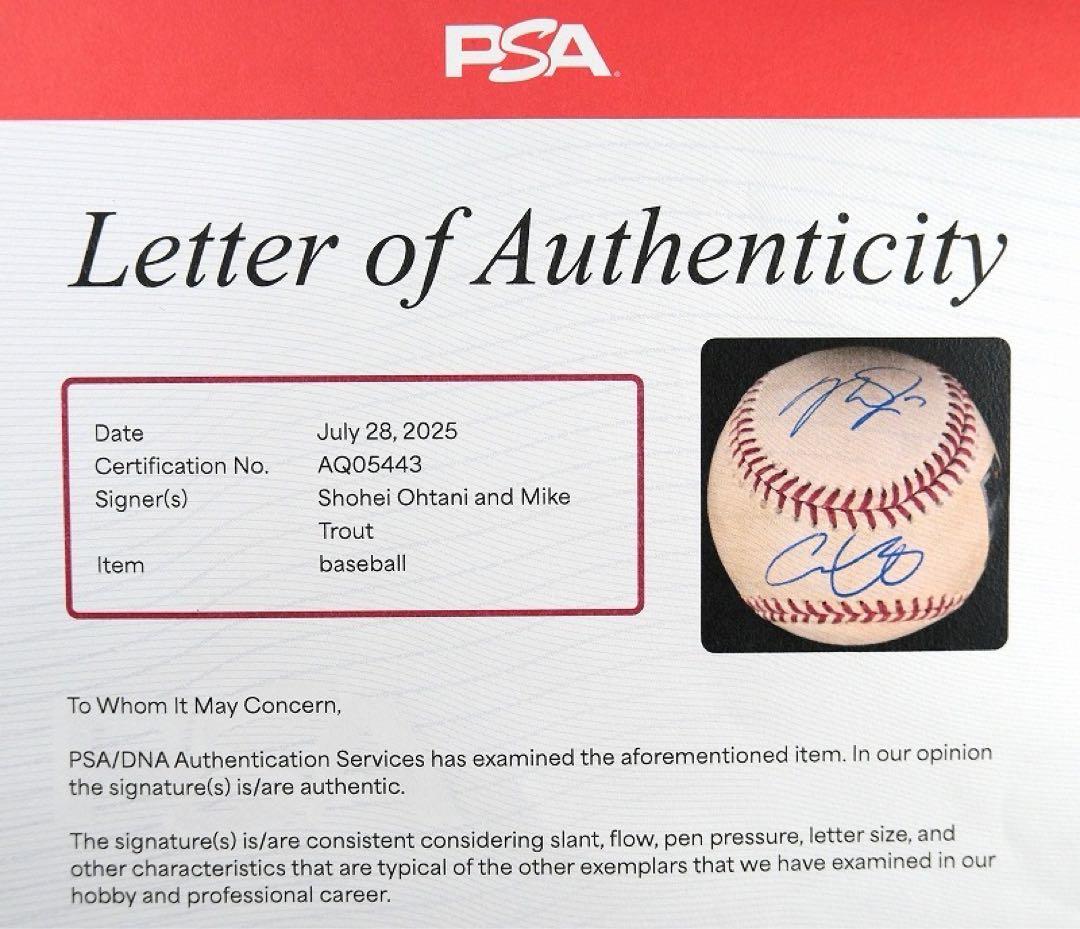 PSA
Letter of Authenticity
Date July 28, 2025
Certification No. AQ05443
Signer(s) Shohei Ohtani and Mike
Trout
Item baseball
To Whom It May Concern,
PSA/DNA Authentication Services has examined the aforementioned item. In our opinion
the signature(s) is/are authentic.
The signature(s) is/are consistent considering slant, flow, pen pressure, letter size, and
other characteristics that are typical of the other exemplars that we have examined in our
hobby and professional career.